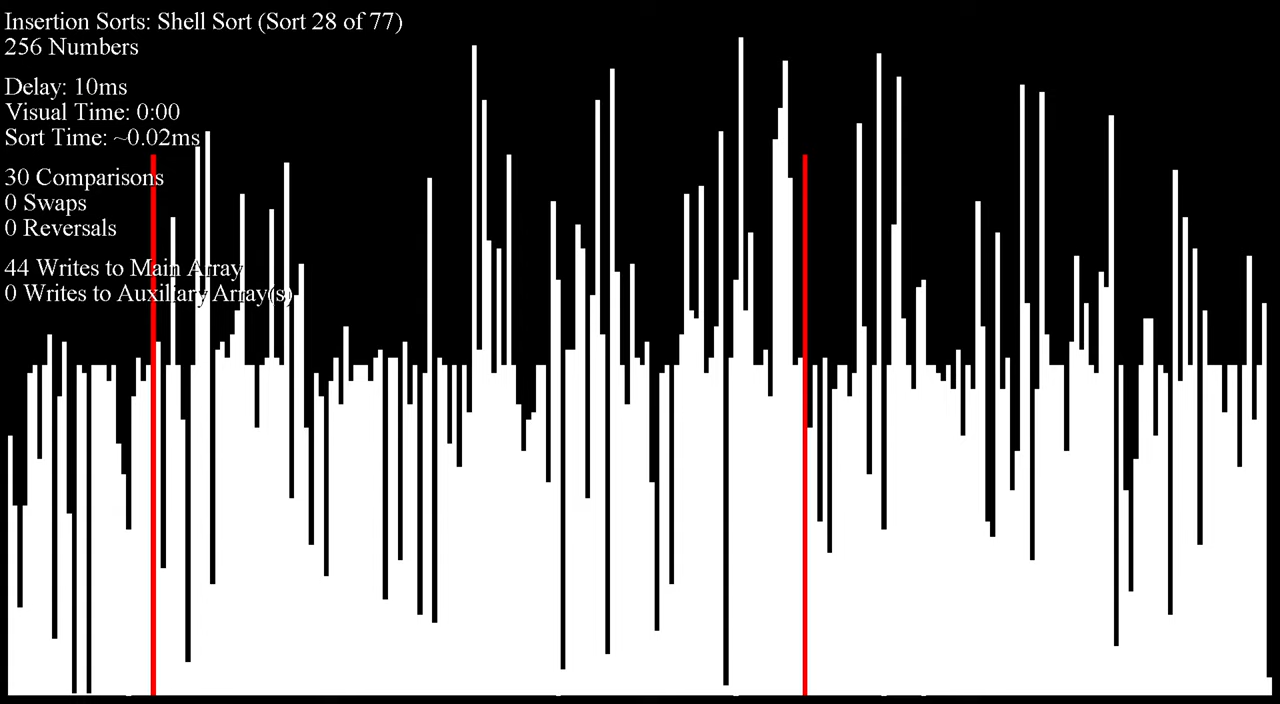 Insertion Sorts: Shell Sort (Sort 28 of 77)
256 Numbers
Delay: 10ms
Visual Time: 0:00
Sort Time: ~0.02ms
30 Comparisons
0 Swaps
0 Reversals
44 Writes to Main Array
0 Writes to Auxiliary Array(s)